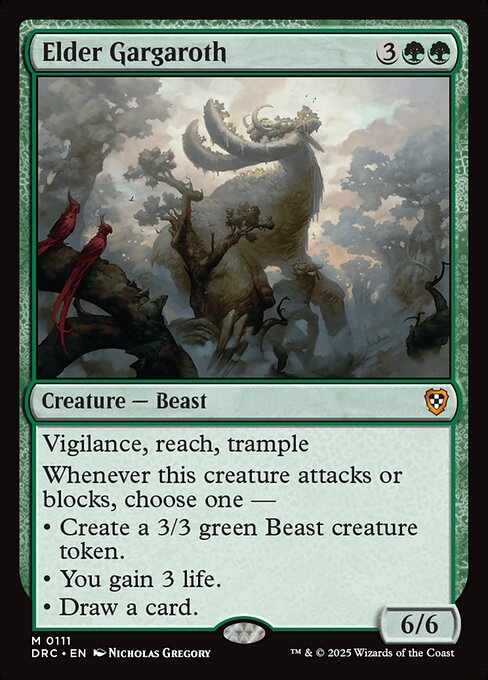 Elder Gargaroth 3
Creature — Beast
Vigilance, reach, trample
Whenever this creature attacks or
blocks, choose one —
• Create a 3/3 green Beast creature
token.
• You gain 3 life.
• Draw a card.
6/6
M 0111
DRC • EN Nicholas Gregory
™ & © 2025 Wizards of the Coast